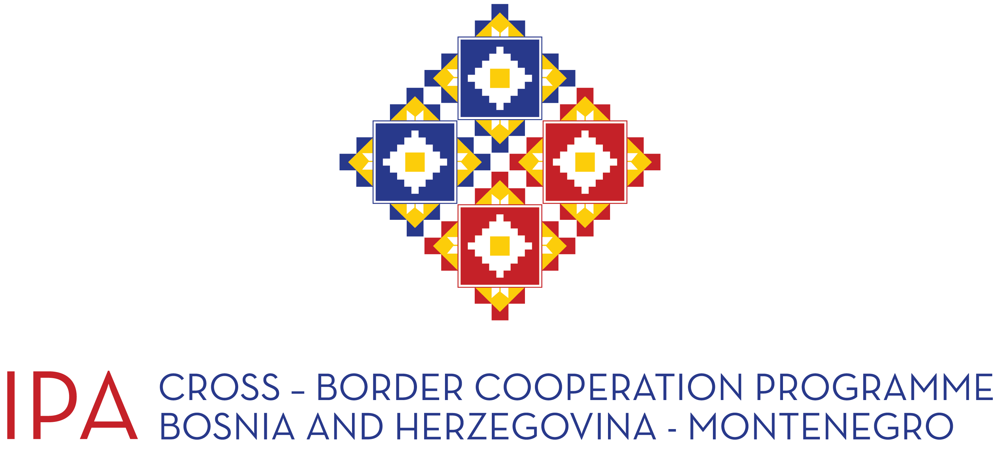 IPA
CROSS – BORDER COOPERATION PROGRAMME
BOSNIA AND HERZEGOVINA - MONTENEGRO